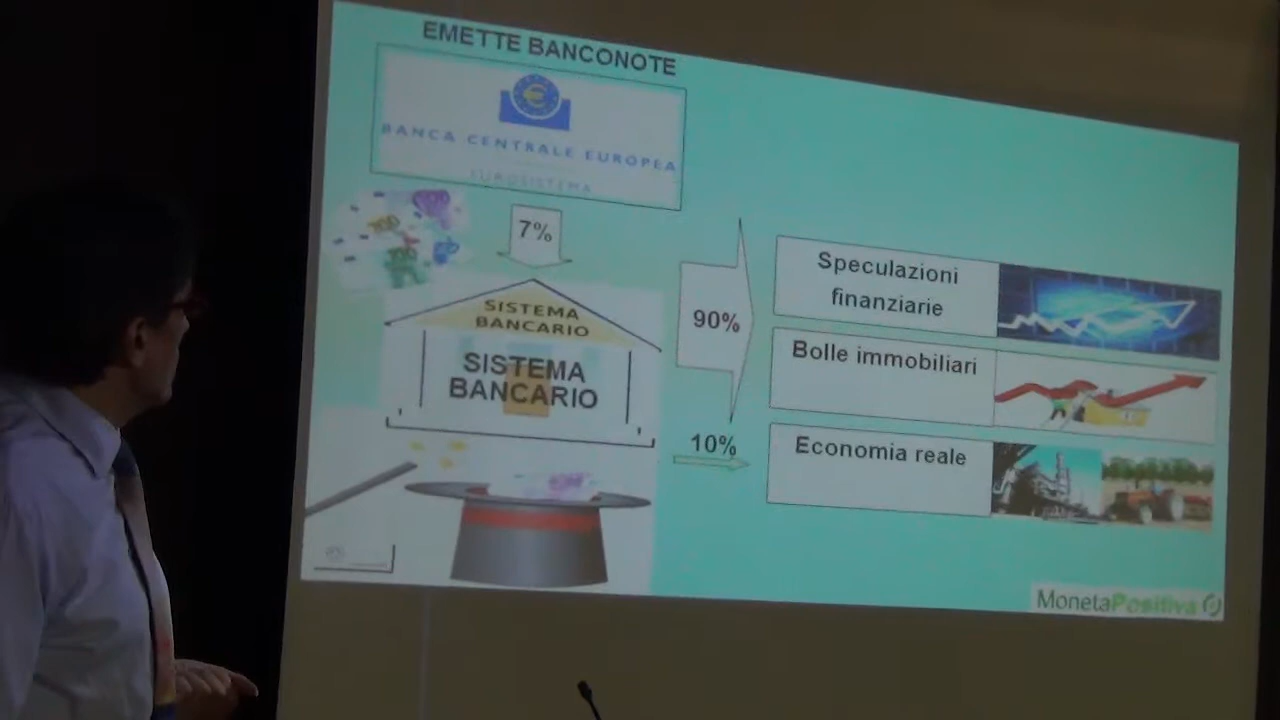 EMETTE BANCONOTE
BANCA CENTRALE EUROPEA
EUROSISTEMA
7%
SISTEMA
BANCARIO
SISTEMA
BANCARIO
90%
Speculazioni
finanziarie
Bolle immobiliari
10%
Economia reale
MonetaPositiva